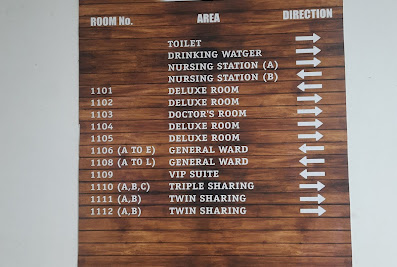 ROOM No. AREA DIRECTION
TOILET →
DRINKING WATGER →
NURSING STATION (A) →
NURSING STATION (B) ←
1101 DELUXE ROOM ←
1102 DELUXE ROOM →
1103 DOCTOR'S ROOM →
1104 DELUXE ROOM →
1105 DELUXE ROOM →
1106 (A TO E) GENERAL WARD ←
1108 (A TO L) GENERAL WARD ←
1109 VIP SUITE ←
1110 (A,B,C) TRIPLE SHARING →
1111 (A,B) TWIN SHARING →
1112 (A,B) TWIN SHARING →